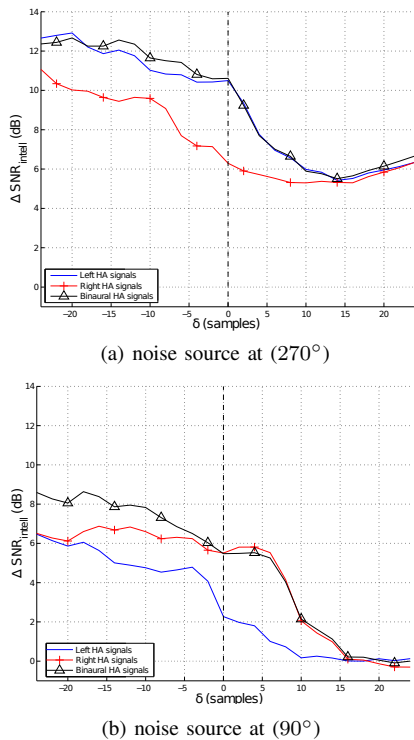 14
12
10
8
6
4
2
0
Δ SNR_intell (dB)
Left HA signals
Right HA signals
Binaural HA signals
−20 −15 −10 −5 0 5 10 15 20
δ (samples)
(a) noise source at (270°)
14
12
10
8
6
4
2
0
Δ SNR_intell (dB)
Left HA signals
Right HA signals
Binaural HA signals
−20 −15 −10 −5 0 5 10 15 20
δ (samples)
(b) noise source at (90°)